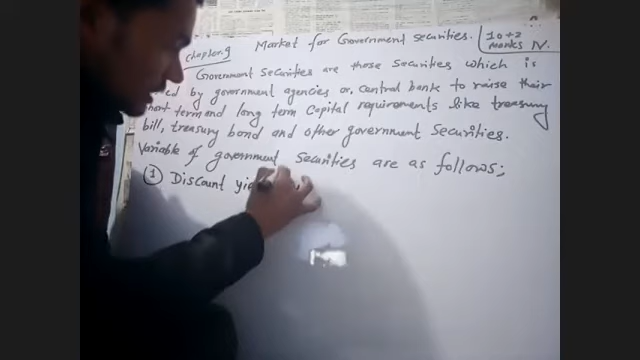 Chapter 9
Market for Government securities.
10+2
Marks IV.
Government securities are those securities which is
by government agencies or, central bank to raise their
term and long term capital requirements like treasury
bill, treasury bond and other government securities.
Variable of government securities are as follows;
① Discount